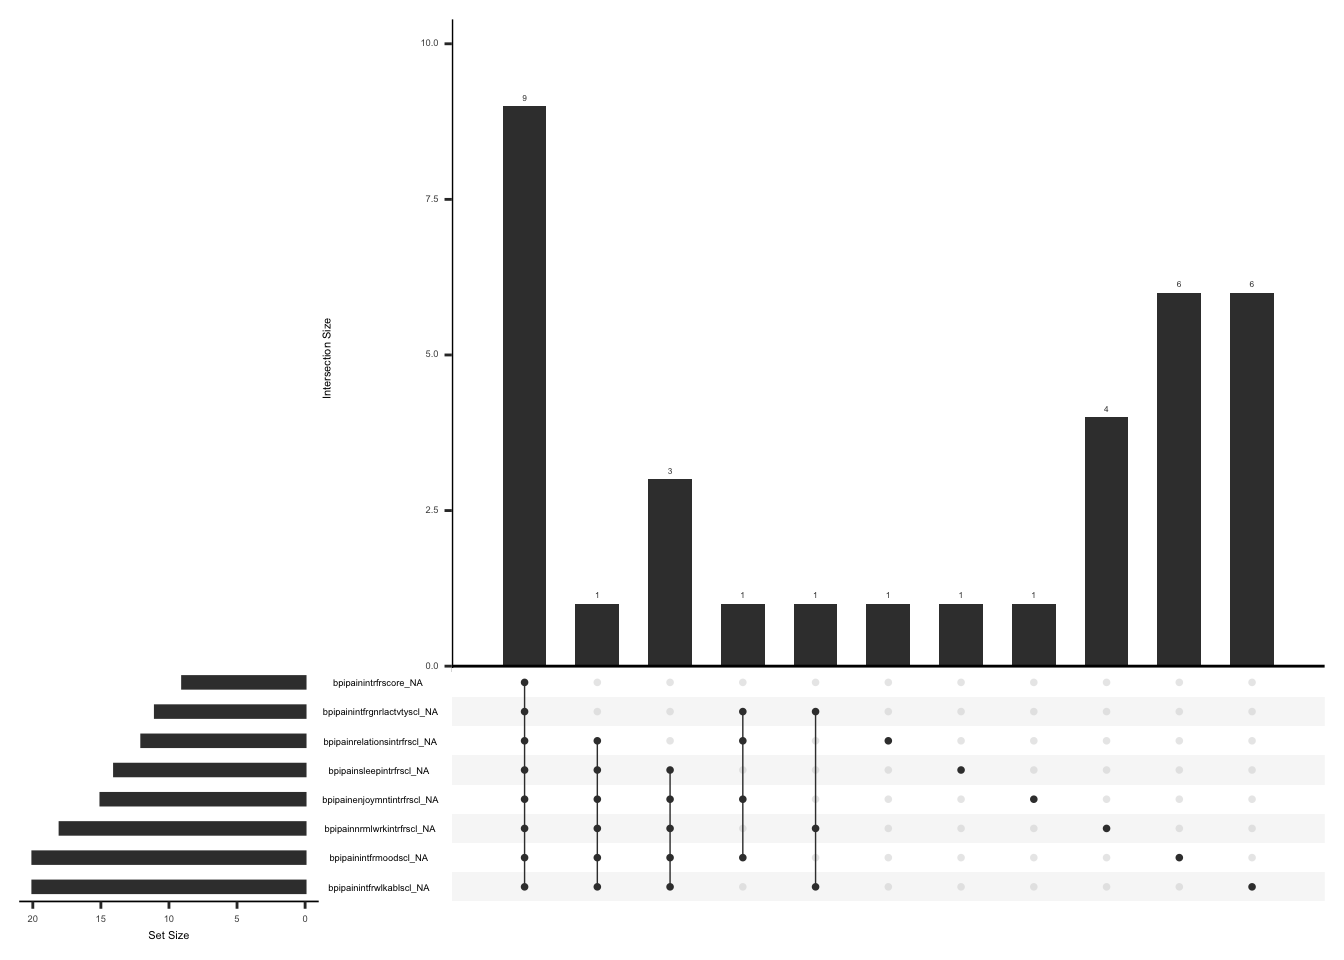 10.0
9
7.5
6
6
Intersection Size
5.0
4
3
2.5
1
1
1
1
1
1
0.0
bpipainintrfrscore_NA
bpipainintfrgnrlactvtyscl_NA
bpipainrelationsintrfrscl_NA
bpipainsleepintrfrscl_NA
bpipainenjoymntintrfrscl_NA
bpipainnrmlwrkintrfrscl_NA
bpipainintfrmoodscl_NA
bpipainintfrwlkablscl_NA
20 15 10 5 0
Set Size